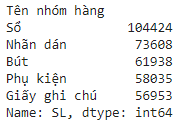 Tên nhóm hàng
Sổ 104424
Nhãn dán 73608
Bút 61938
Phụ kiện 58035
Giấy ghi chú 56953
Name: SL, dtype: int64